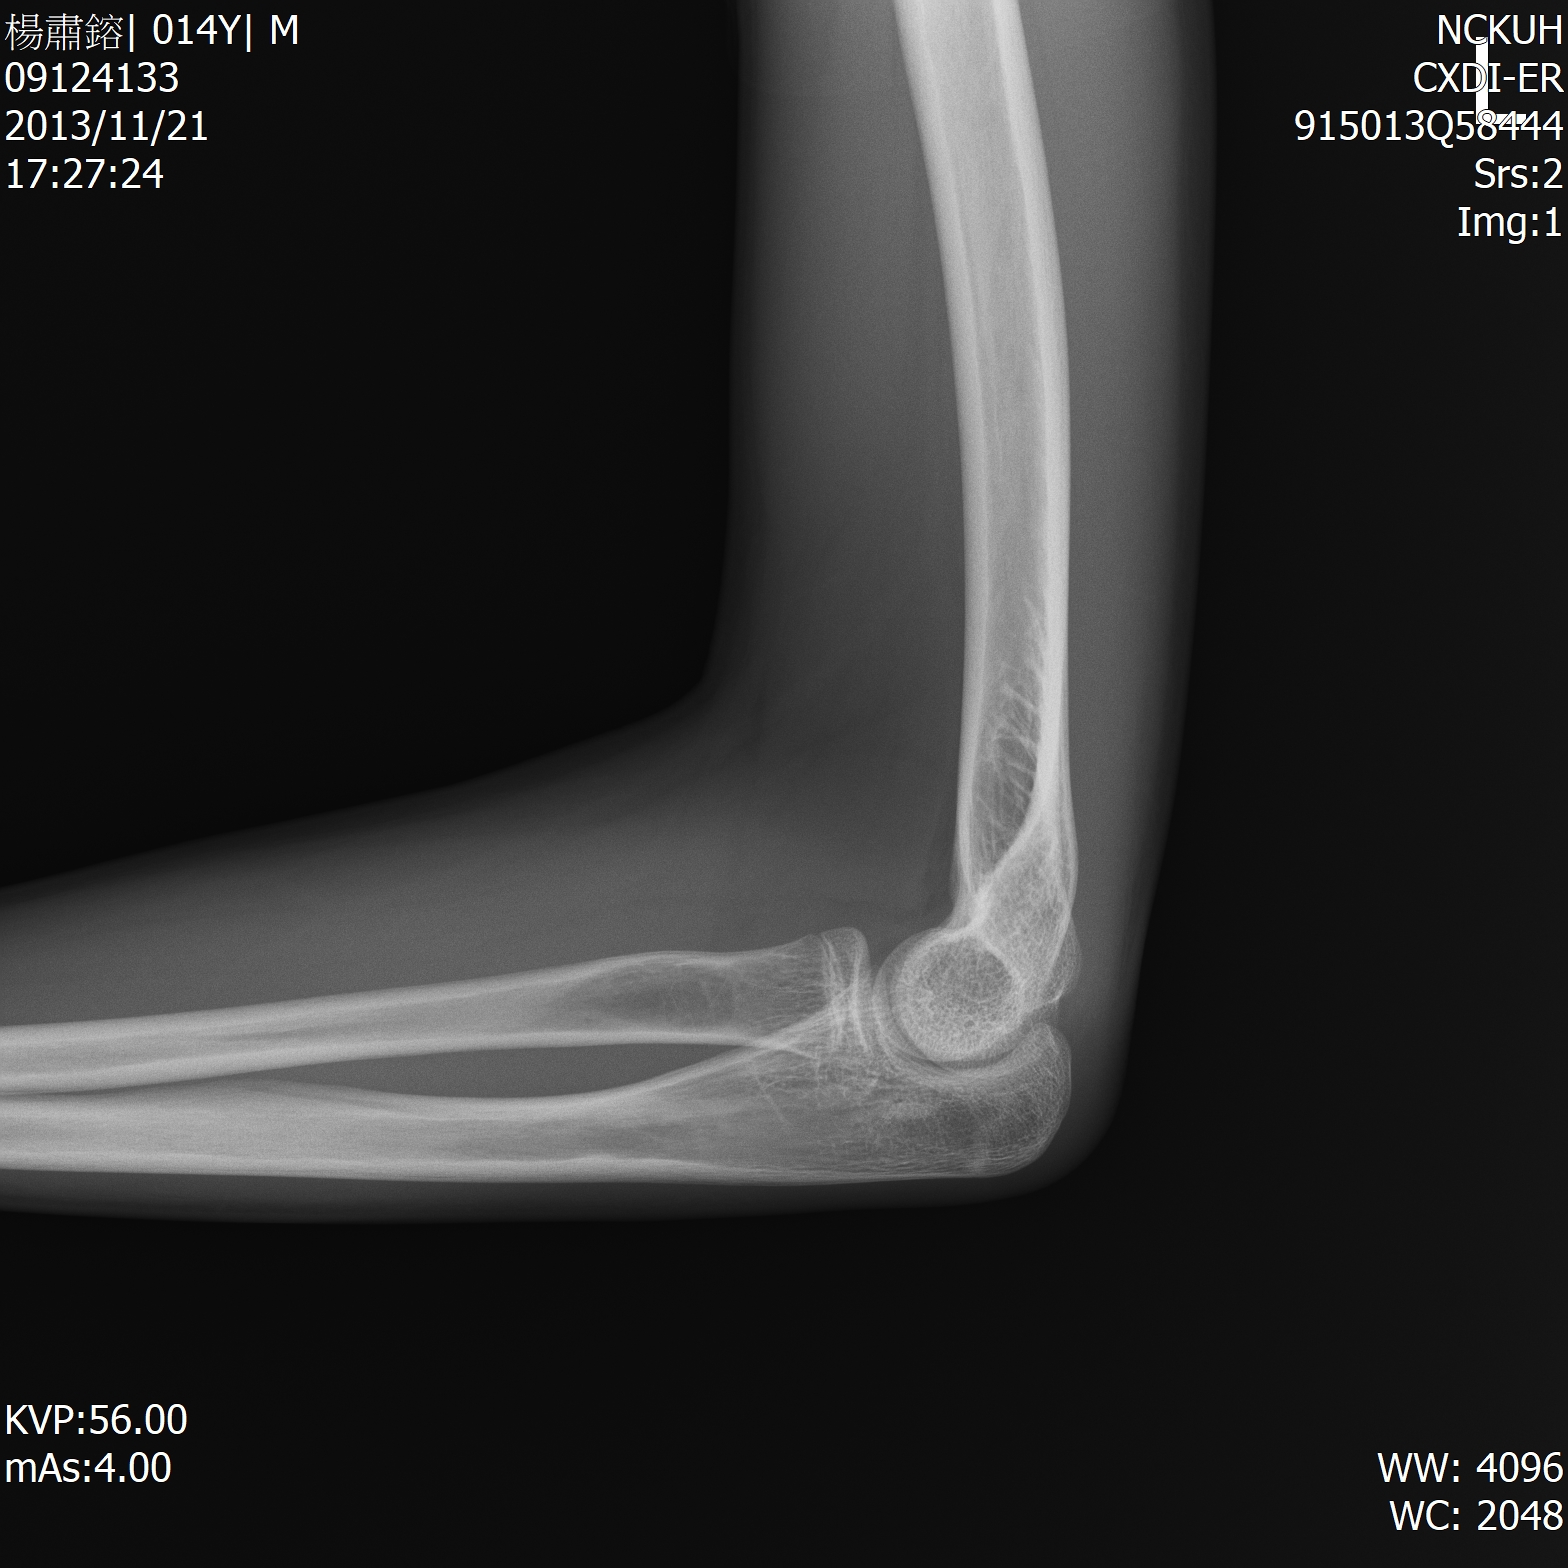 楊肅鎔| 014Y| M
09124133
2013/11/21
17:27:24
NCKUH
CXDI-ER
915013Q58444
Srs:2
Img:1
L
KVP:56.00
mAs:4.00
WW: 4096
WC: 2048